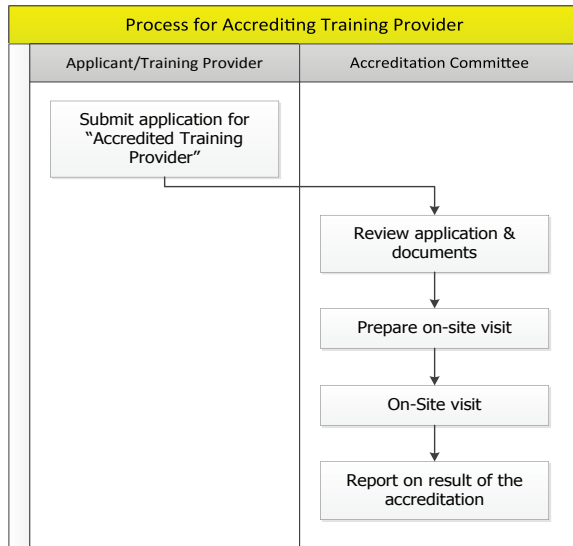 Process for Accrediting Training Provider
Applicant/Training Provider
Accreditation Committee
Submit application for
“Accredited Training
Provider”
Review application &
documents
Prepare on-site visit
On-Site visit
Report on result of the
accreditation